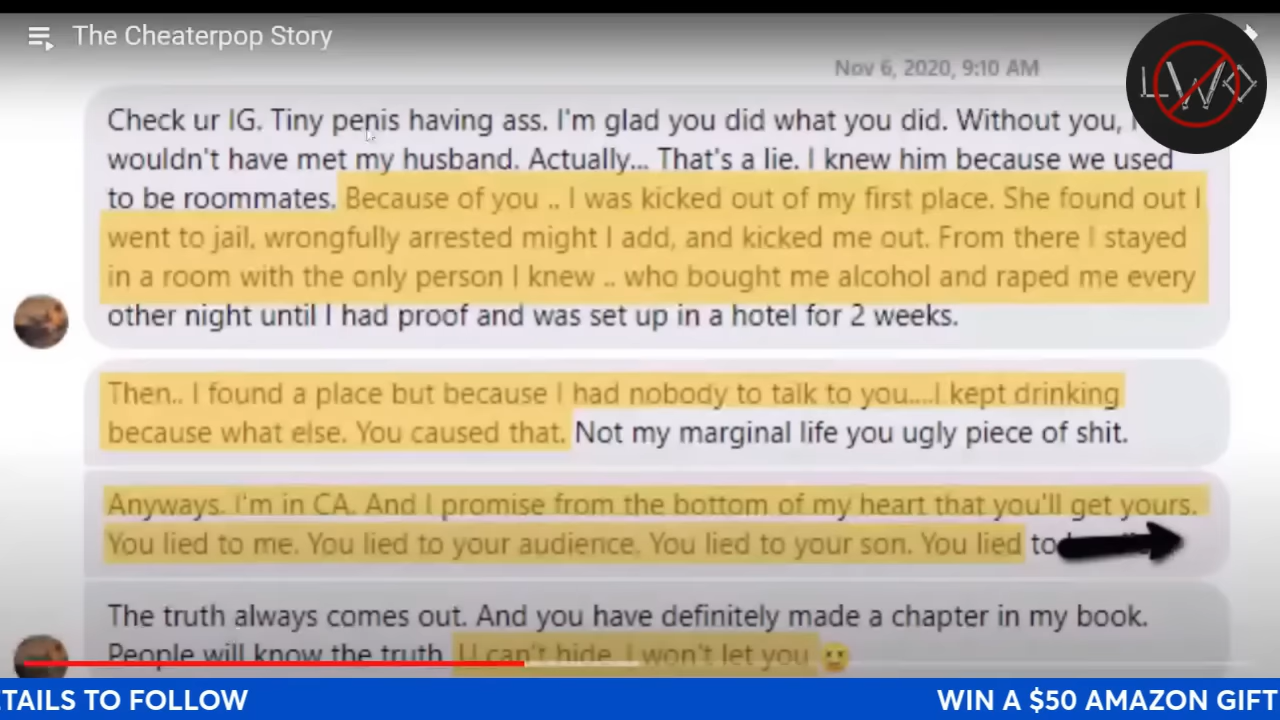 The Cheaterpop Story
LWO
Nov 6, 2020, 9:10 AM
Check ur IG. Tiny penis having ass. I'm glad you did what you did. Without you,
wouldn't have met my husband. Actually... That's a lie. I knew him because we used
to be roommates. Because of you .. I was kicked out of my first place. She found out I
went to jail, wrongfully arrested might I add, and kicked me out. From there I stayed
in a room with the only person I knew .. who bought me alcohol and raped me every
other night until I had proof and was set up in a hotel for 2 weeks.
Then.. I found a place but because I had nobody to talk to you....I kept drinking
because what else. You caused that. Not my marginal life you ugly piece of shit.
Anyways. I'm in CA. And I promise from the bottom of my heart that you'll get yours.
You lied to me. You lied to your audience. You lied to your son. You lied to
The truth always comes out. And you have definitely made a chapter in my book.
People will know the truth. U can't hide. I won't let you
TAILS TO FOLLOW
WIN A $50 AMAZON GIFT